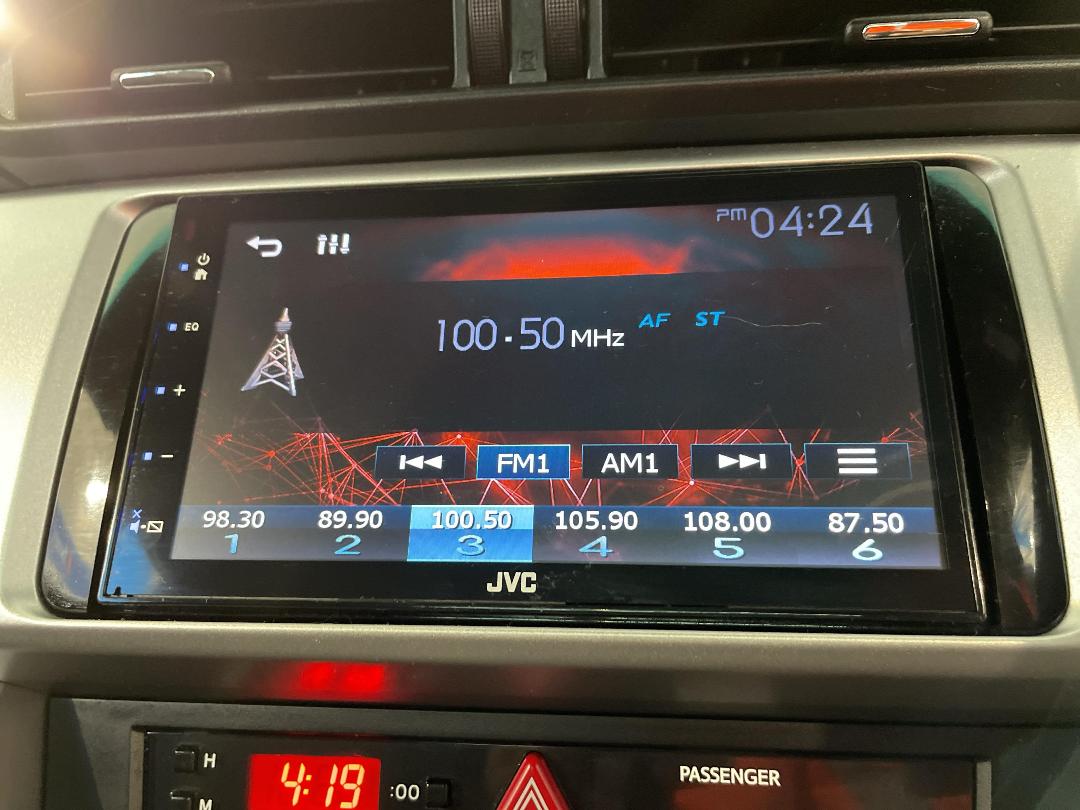 PM 04:24
EQ
100.50 MHz AF ST
+
FM1 AM1
−
98.30 89.90 100.50 105.90 108.00 87.50
1 2 3 4 5 6
JVC
H 4:19 :00 PASSENGER
M